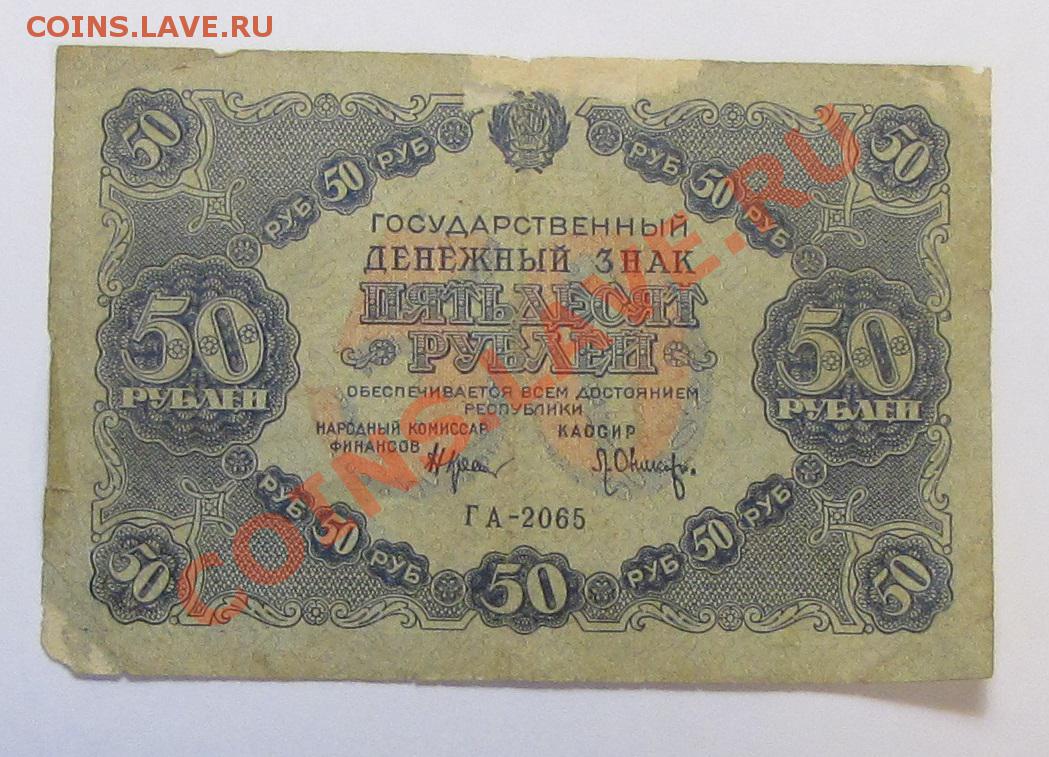 COINS.LAVE.RU
50 50
РУБ 50 РУБ РУБ 50 РУБ
ГОСУДАРСТВЕННЫЙ
ДЕНЕЖНЫЙ ЗНАК
ПЯТЬДЕСЯТ
РУБЛЕЙ
50 РУБЛЕЙ
50 РУБЛЕЙ
ОБЕСПЕЧИВАЕТСЯ ВСЕМ ДОСТОЯНИЕМ
РЕСПУБЛИКИ
НАРОДНЫЙ КОМИССАР КАССИР
ФИНАНСОВ
ГА-2065
РУБ 50 РУБ 50 РУБ 50 РУБ
50 50
COINS.LAVE.RU